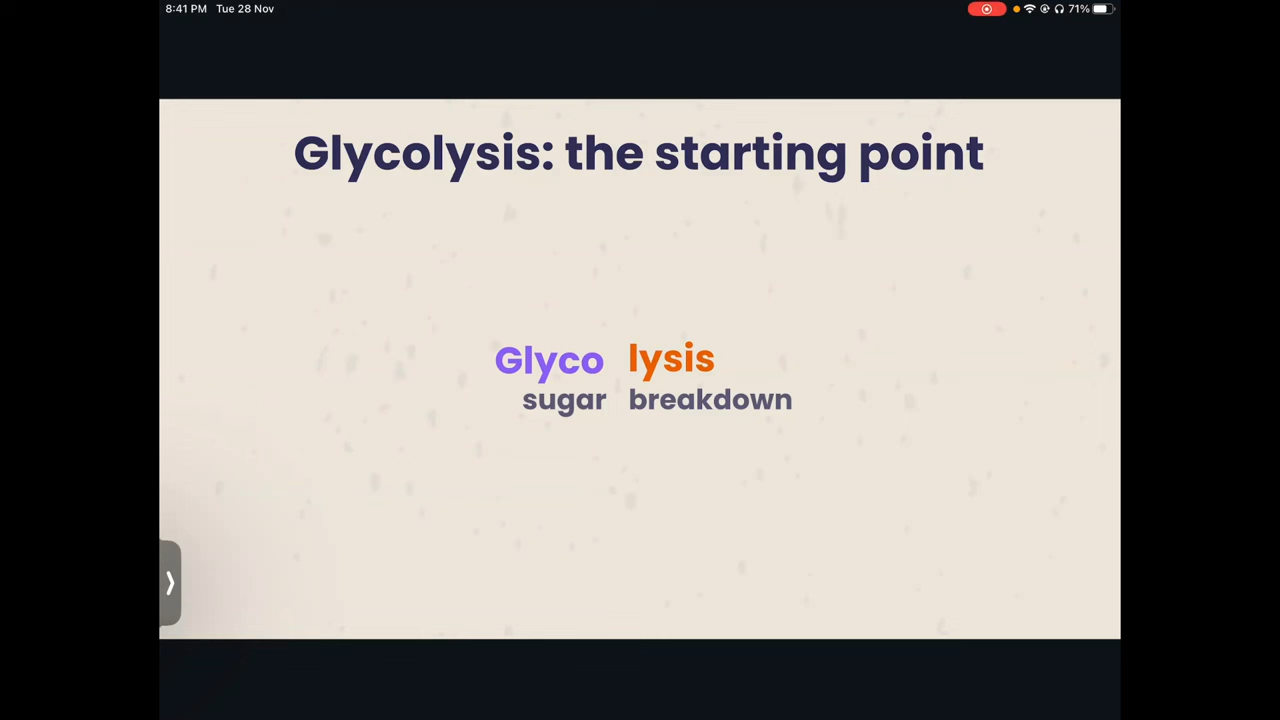 8:41 PM Tue 28 Nov 71%
Glycolysis: the starting point
Glyco lysis
sugar breakdown